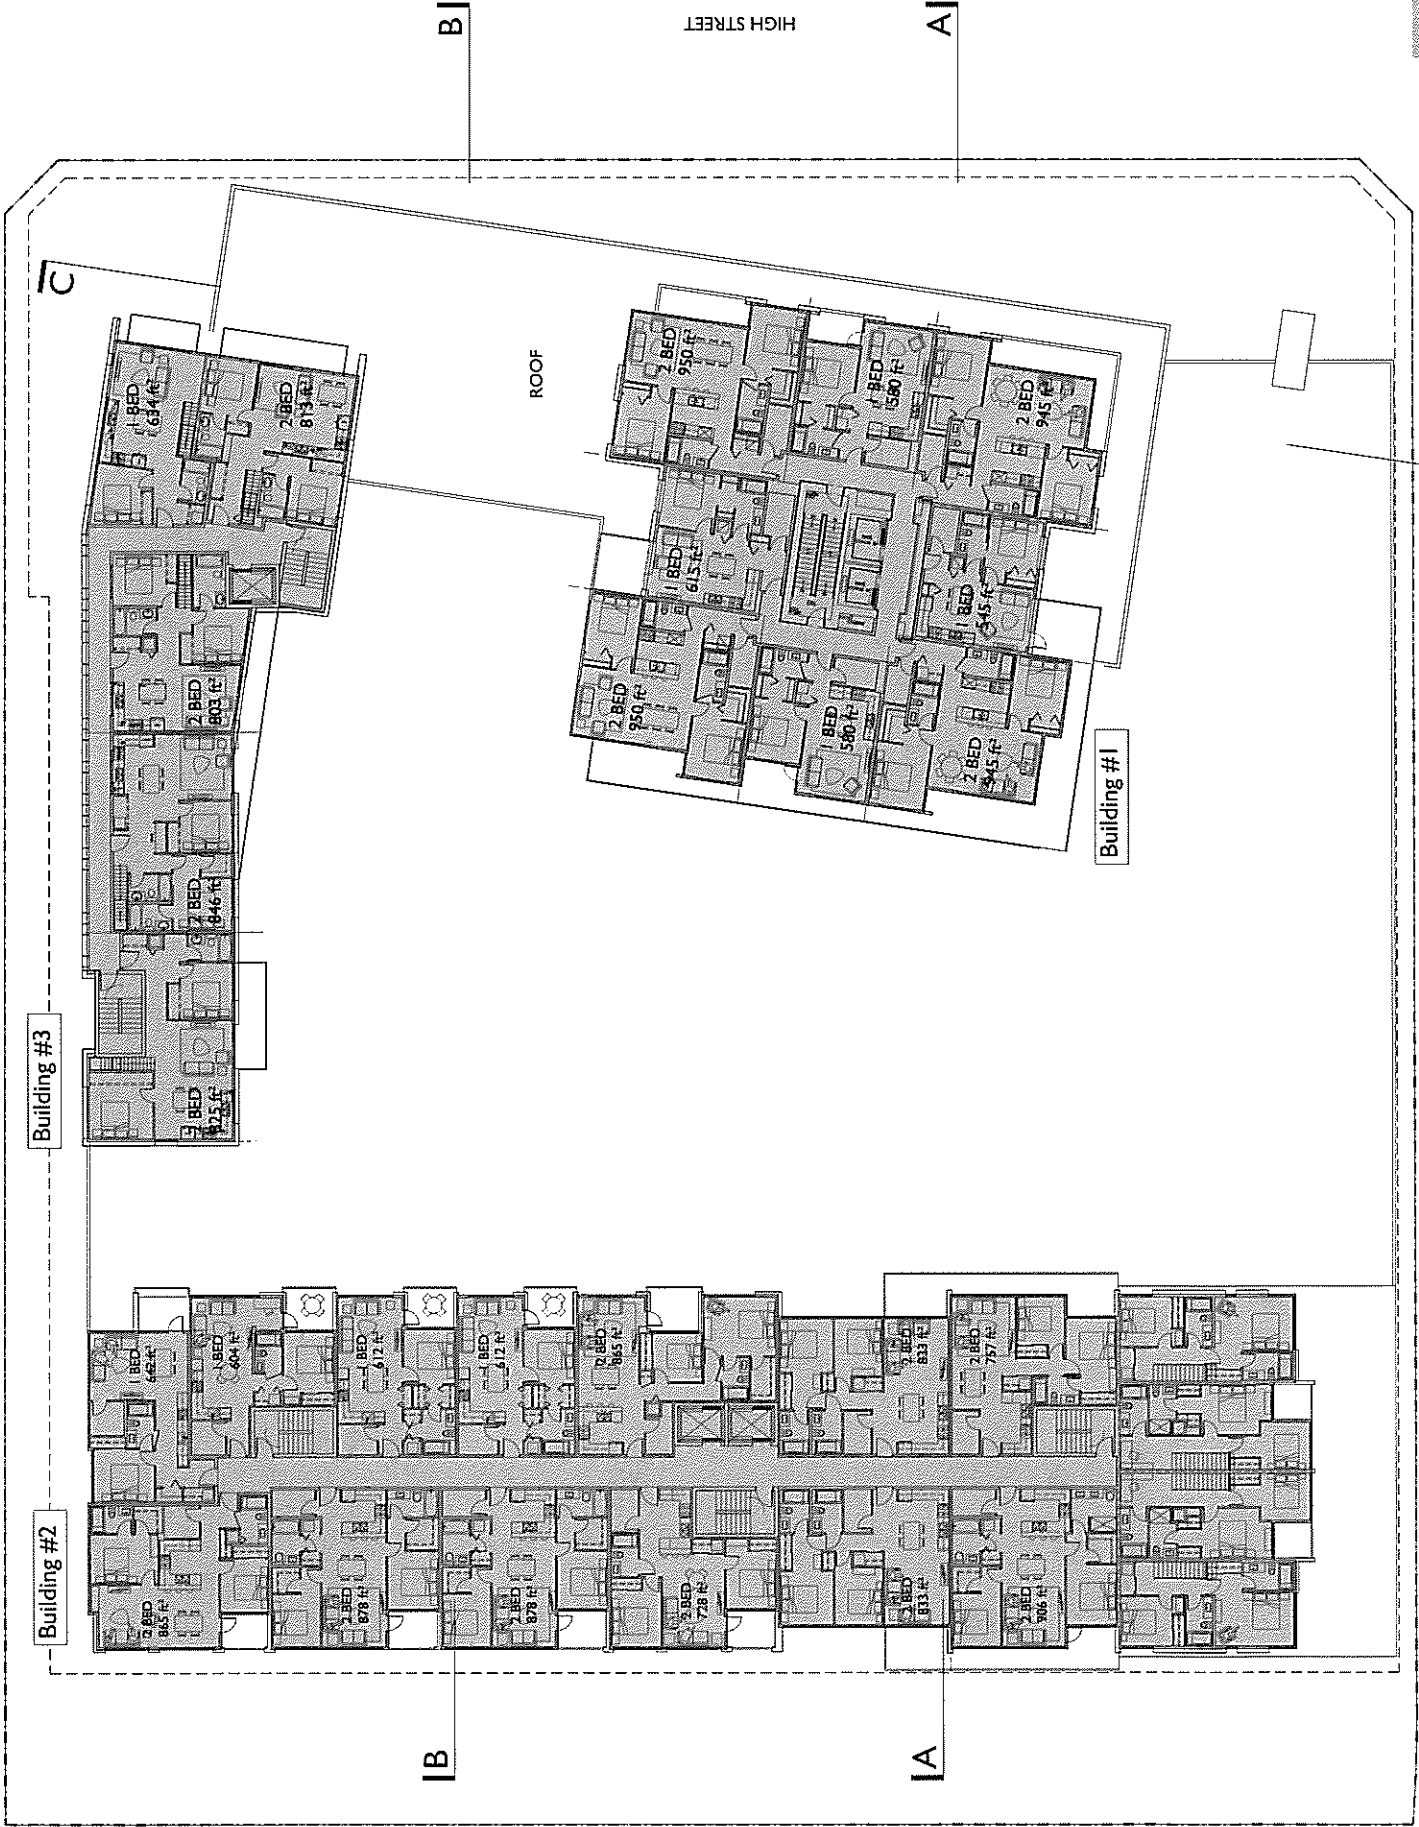 B
A
HIGH STREET
C
1 BED
634 ft²
2 BED
813 ft²
ROOF
2 BED
950 ft²
1 BED
580 ft²
2 BED
945 ft²
1 BED
615 ft²
1 BED
545 ft²
2 BED
950 ft²
1 BED
580 ft²
2 BED
945 ft²
Building #1
2 BED
803 ft²
2 BED
846 ft²
2 BED
825 ft²
Building #3
1 BED
662 ft²
1 BED
604 ft²
1 BED
612 ft²
1 BED
612 ft²
2 BED
865 ft²
2 BED
833 ft²
2 BED
757 ft²
Building #2
2 BED
865 ft²
2 BED
878 ft²
2 BED
878 ft²
2 BED
728 ft²
2 BED
833 ft²
2 BED
906 ft²
B
A